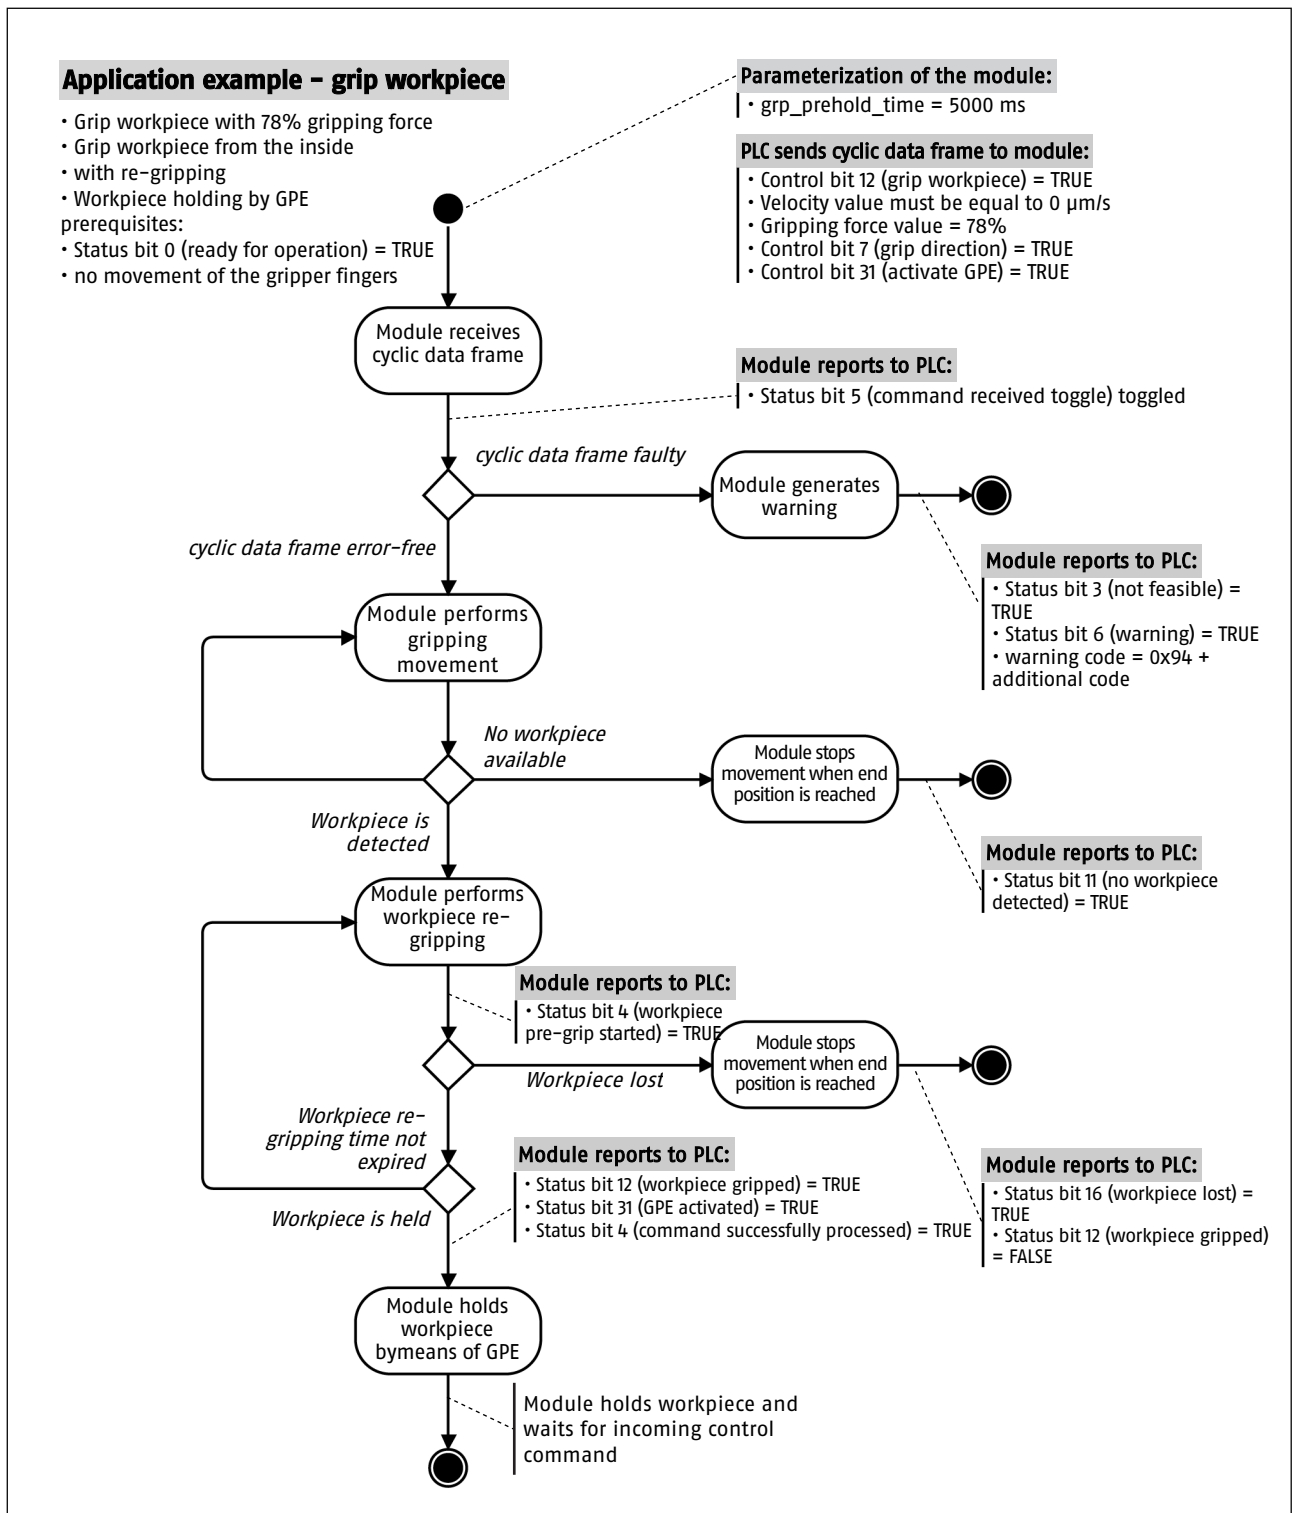 Application example – grip workpiece
• Grip workpiece with 78% gripping force
• Grip workpiece from the inside
• with re-gripping
• Workpiece holding by GPE
prerequisites:
• Status bit 0 (ready for operation) = TRUE
• no movement of the gripper fingers
Parameterization of the module:
• grp_prehold_time = 5000 ms
PLC sends cyclic data frame to module:
• Control bit 12 (grip workpiece) = TRUE
• Velocity value must be equal to 0 µm/s
• Gripping force value = 78%
• Control bit 7 (grip direction) = TRUE
• Control bit 31 (activate GPE) = TRUE
Module receives
cyclic data frame
Module reports to PLC:
• Status bit 5 (command received toggle) toggled
cyclic data frame faulty
Module generates
warning
cyclic data frame error-free
Module reports to PLC:
• Status bit 3 (not feasible) =
TRUE
• Status bit 6 (warning) = TRUE
• warning code = 0x94 +
additional code
Module performs
gripping
movement
No workpiece
available
Module stops
movement when end
position is reached
Workpiece is
detected
Module reports to PLC:
• Status bit 11 (no workpiece
detected) = TRUE
Module performs
workpiece re-
gripping
Module reports to PLC:
• Status bit 4 (workpiece
pre-grip started) = TRUE
Workpiece lost
Module stops
movement when end
position is reached
Workpiece re-
gripping time not
expired
Module reports to PLC:
• Status bit 12 (workpiece gripped) = TRUE
• Status bit 31 (GPE activated) = TRUE
• Status bit 4 (command successfully processed) = TRUE
Module reports to PLC:
• Status bit 16 (workpiece lost) =
TRUE
• Status bit 12 (workpiece gripped)
= FALSE
Workpiece is held
Module holds
workpiece
bymeans of GPE
Module holds workpiece and
waits for incoming control
command